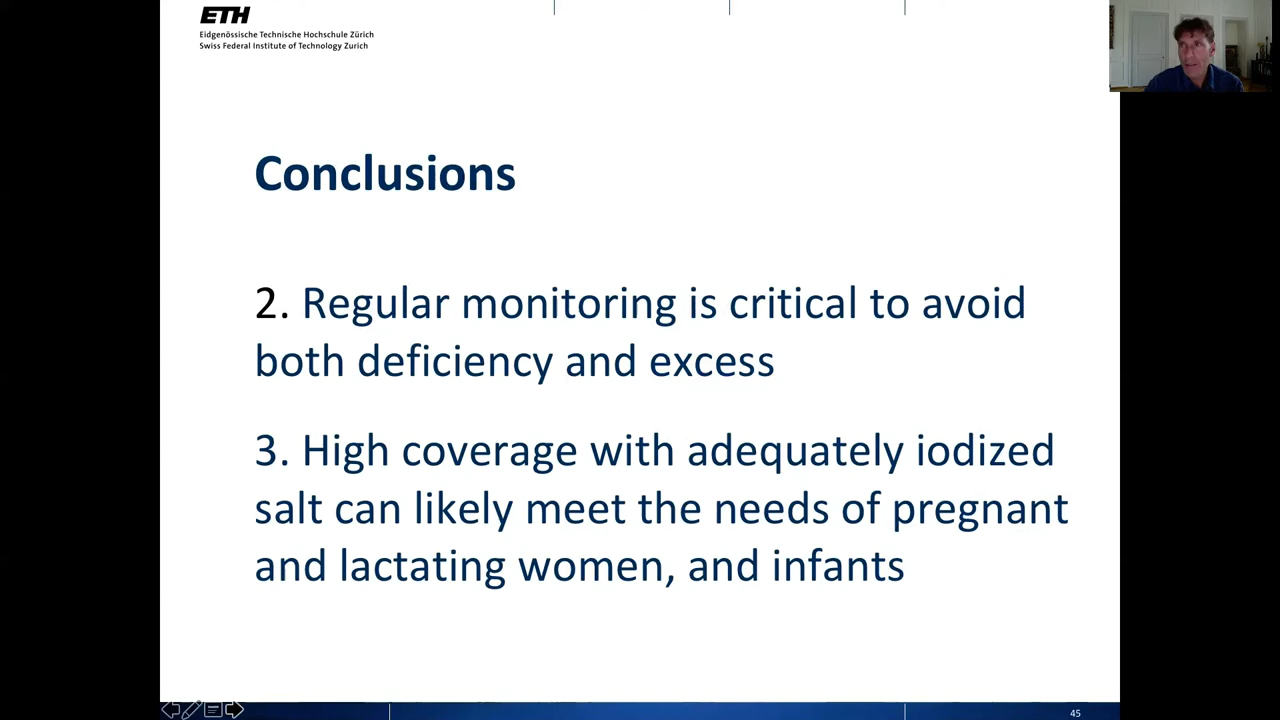 ETH
Eidgenössische Technische Hochschule Zürich
Swiss Federal Institute of Technology Zurich
Conclusions
2. Regular monitoring is critical to avoid
both deficiency and excess
3. High coverage with adequately iodized
salt can likely meet the needs of pregnant
and lactating women, and infants
45